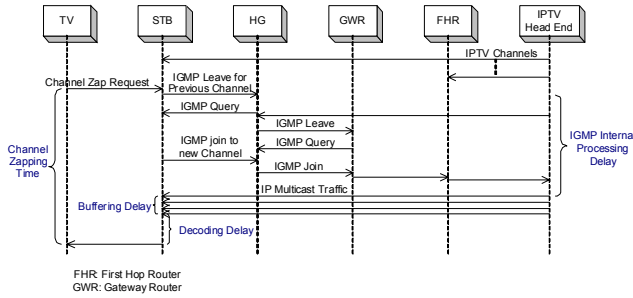 TV
STB
HG
GWR
FHR
IPTV
Head End
IPTV Channels
Channel Zap Request
IGMP Leave for
Previous Channel
IGMP Query
IGMP Leave
IGMP Query
IGMP join to
new Channel
IGMP Join
IP Multicast Traffic
Channel
Zapping
Time
IGMP Interna
Processing
Delay
Buffering Delay
Decoding Delay
FHR: First Hop Router
GWR: Gateway Router